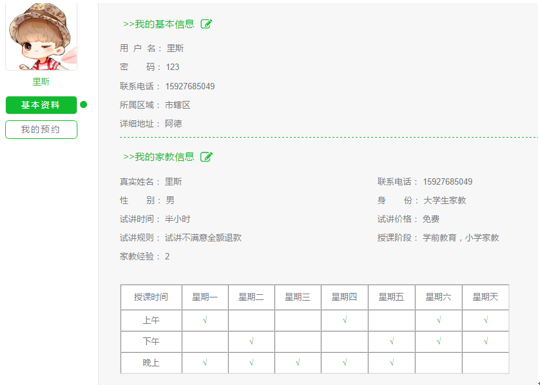 里斯
基本资料
我的预约
>>我的基本信息
用 户 名： 里斯
密 码： 123
联系电话： 15927685049
所属区域： 市辖区
详细地址： 阿德
>>我的家教信息
真实姓名： 里斯 联系电话： 15927685049
性 别： 男 身 份： 大学生家教
试讲时间： 半小时 试讲价格： 免费
试讲规则： 试讲不满意全额退款 授课阶段： 学前教育，小学家教
家教经验： 2
授课时间 星期一 星期二 星期三 星期四 星期五 星期六 星期天
上午 √ √ √ √
下午 √ √ √ √
晚上 √ √ √ √ √